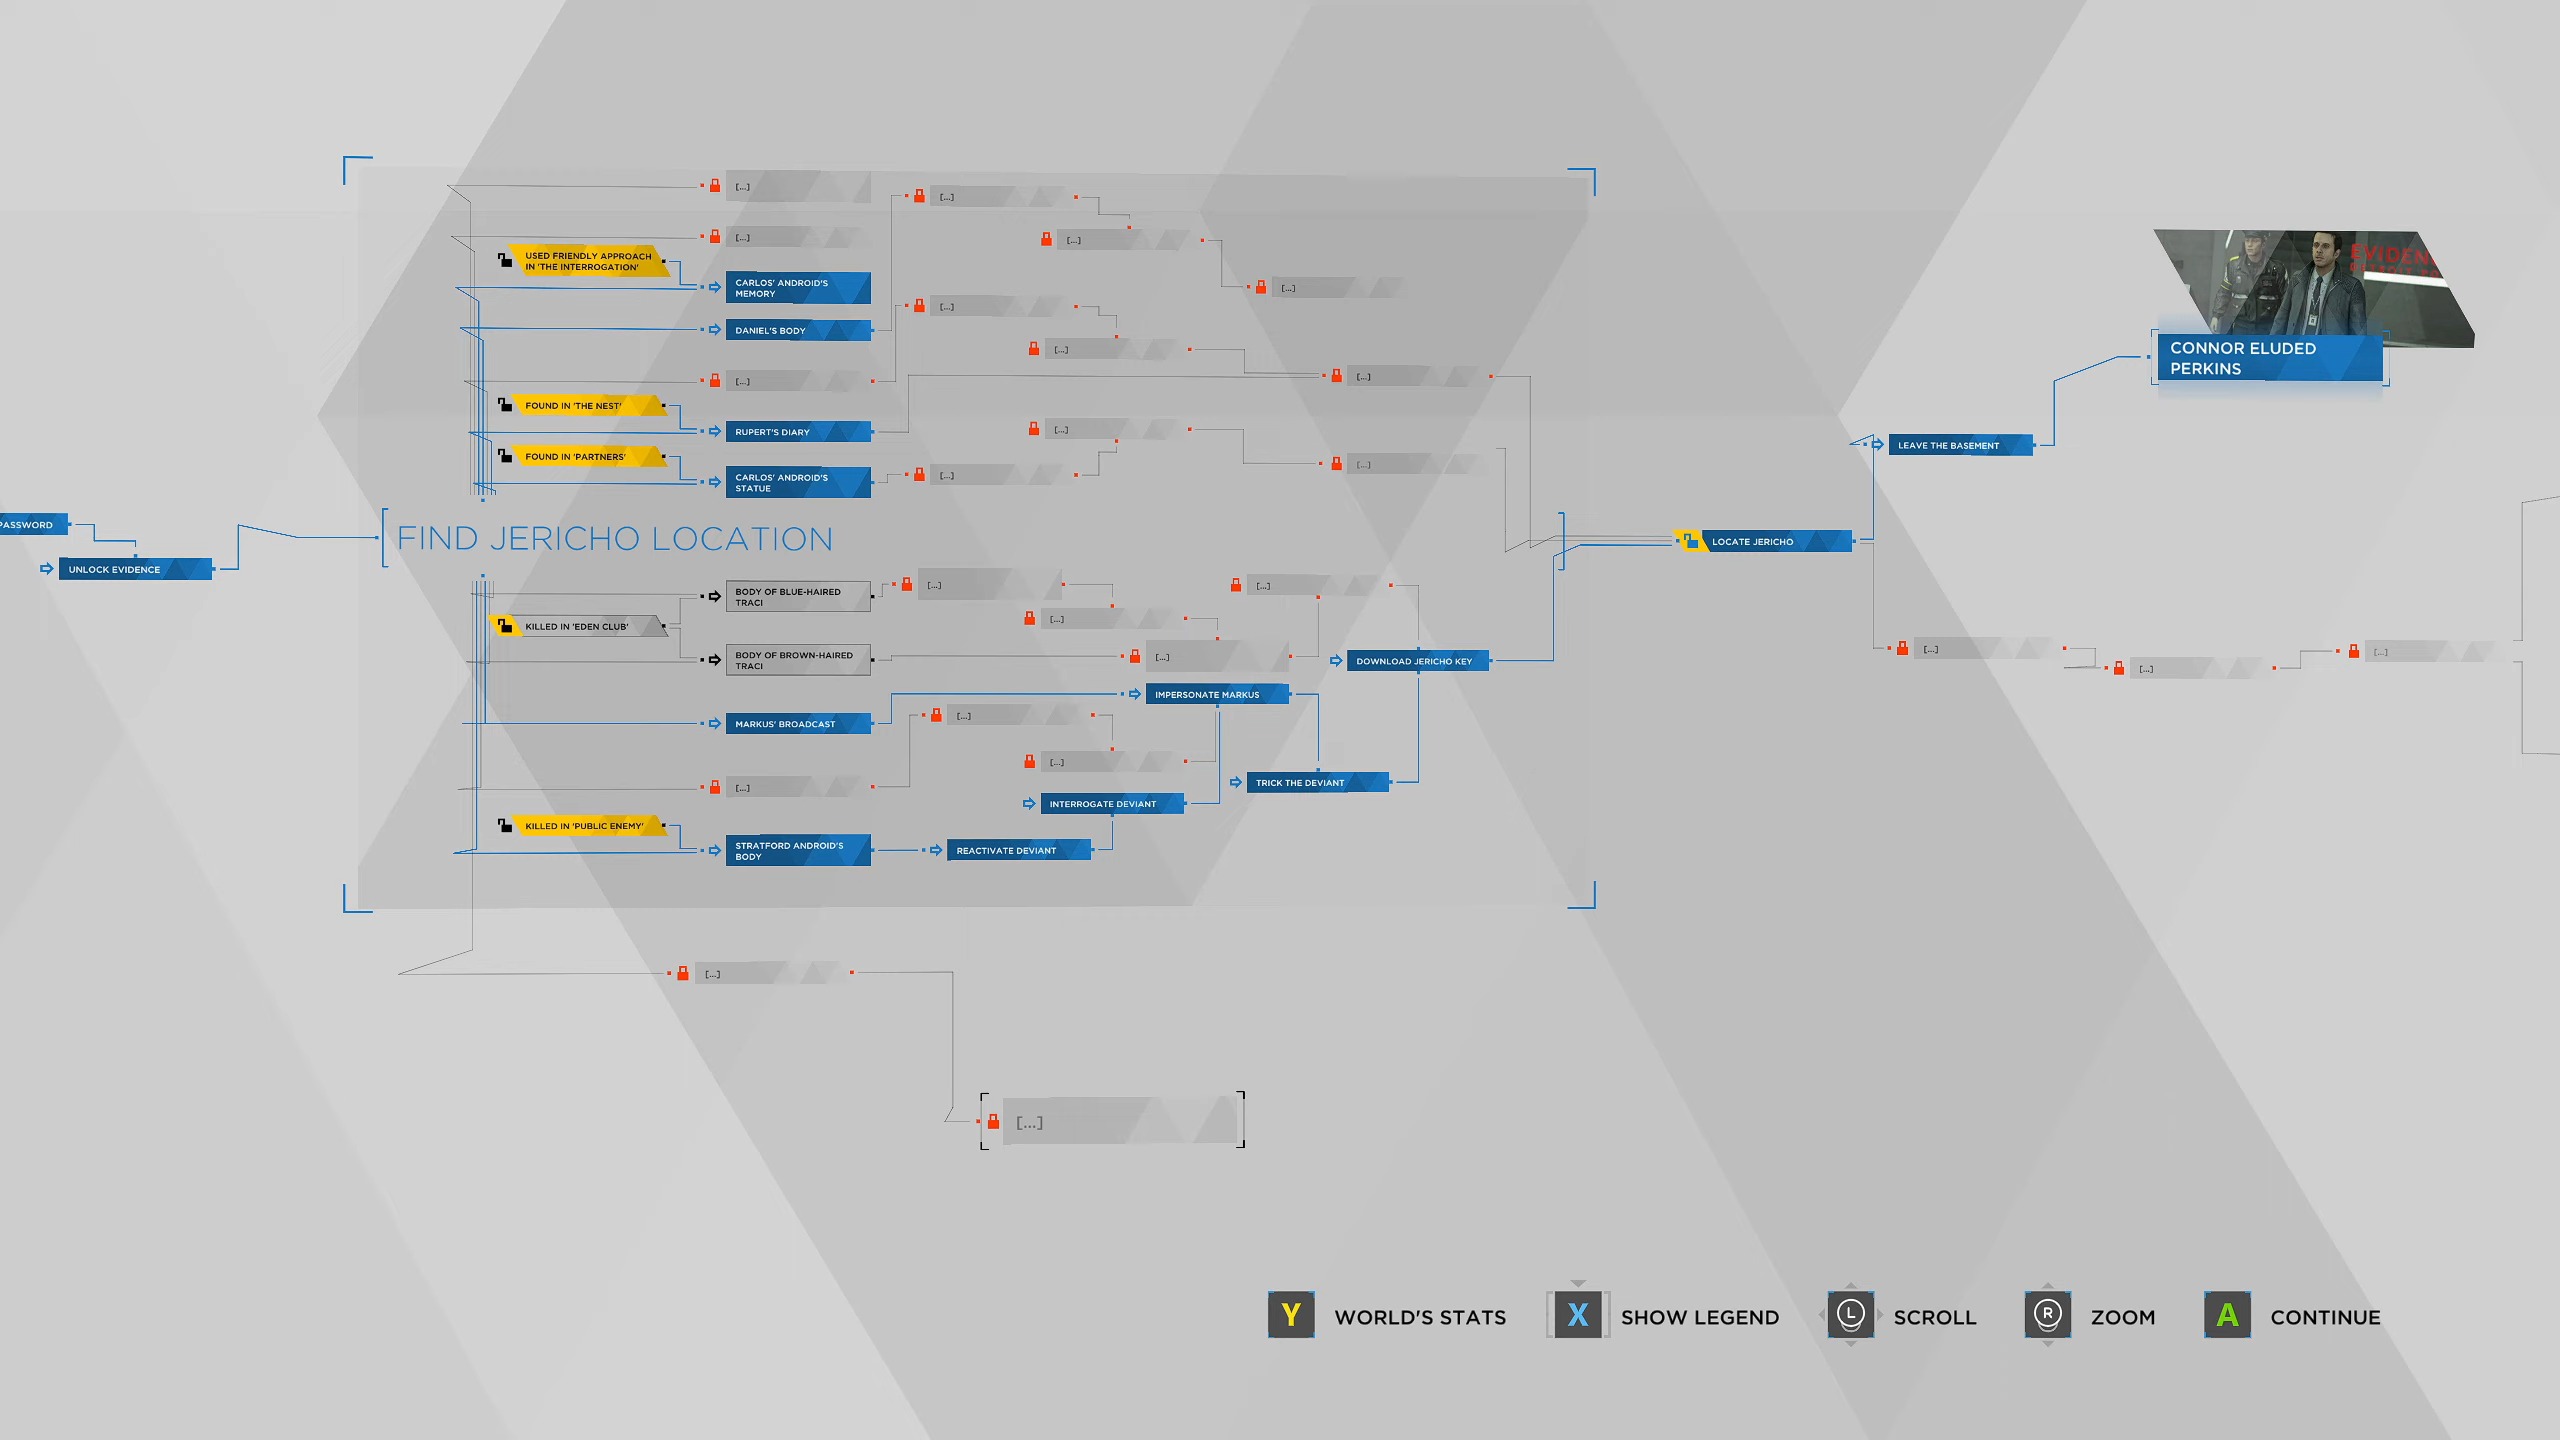 [...]
[...]
[...]
[...]
USED FRIENDLY APPROACH
IN 'THE INTERROGATION'
CARLOS' ANDROID'S
MEMORY
[...]
DANIEL'S BODY
[...]
[...]
[...]
[...]
FOUND IN 'THE NEST'
RUPERT'S DIARY
[...]
FOUND IN 'PARTNERS'
[...]
CARLOS' ANDROID'S
STATUE
[...]
EVIDEN
CONNOR ELUDED
PERKINS
LEAVE THE BASEMENT
PASSWORD
UNLOCK EVIDENCE
FIND JERICHO LOCATION
LOCATE JERICHO
BODY OF BLUE-HAIRED
TRACI
[...]
[...]
KILLED IN 'EDEN CLUB'
[...]
BODY OF BROWN-HAIRED
TRACI
[...]
DOWNLOAD JERICHO KEY
[...]
[...]
[...]
IMPERSONATE MARKUS
MARKUS' BROADCAST
[...]
[...]
TRICK THE DEVIANT
[...]
INTERROGATE DEVIANT
KILLED IN 'PUBLIC ENEMY'
STRATFORD ANDROID'S
BODY
REACTIVATE DEVIANT
[...]
[...]
Y WORLD'S STATS X SHOW LEGEND L SCROLL R ZOOM A CONTINUE